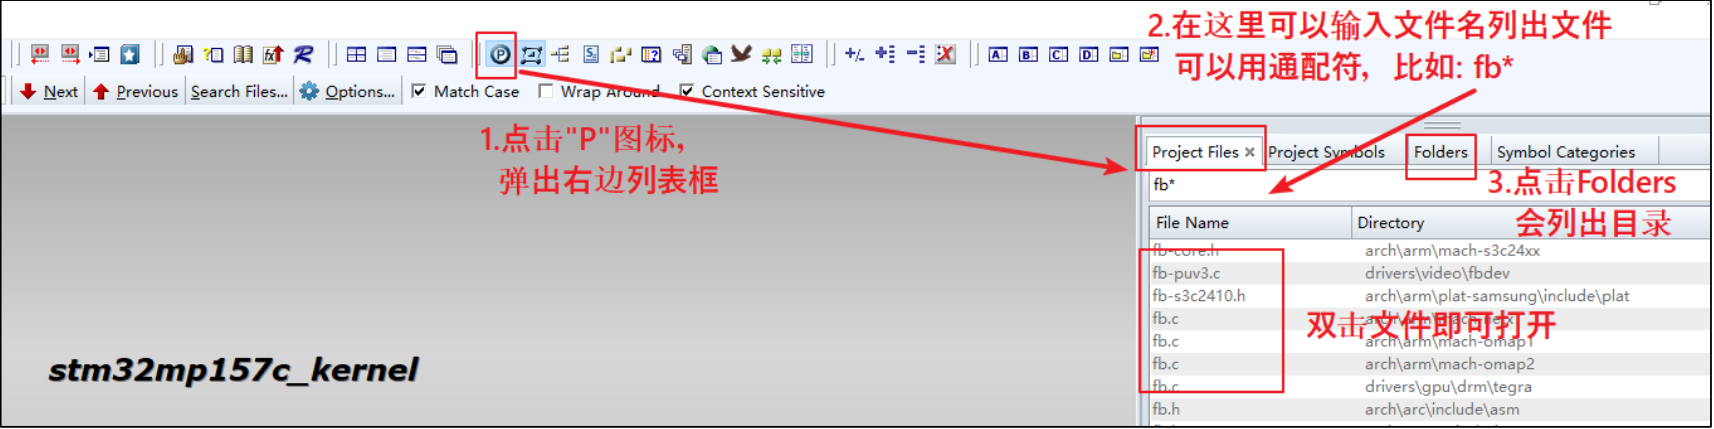 2.在这里可以输入文件名列出文件
可以用通配符，比如: fb*
Next Previous Search Files... Options... Match Case Wrap Around Context Sensitive
1.点击"P"图标，
弹出右边列表框
Project Files × Project Symbols Folders Symbol Categories
fb*
3.点击Folders
会列出目录
File Name Directory
fb-core.h arch\arm\mach-s3c24xx
fb-puv3.c drivers\video\fbdev
fb-s3c2410.h arch\arm\plat-samsung\include\plat
fb.c arch\arm\mach-netx
双击文件即可打开
fb.c arch\arm\mach-omap1
fb.c arch\arm\mach-omap2
fb.c drivers\gpu\drm\tegra
fb.h arch\arc\include\asm
stm32mp157c_kernel